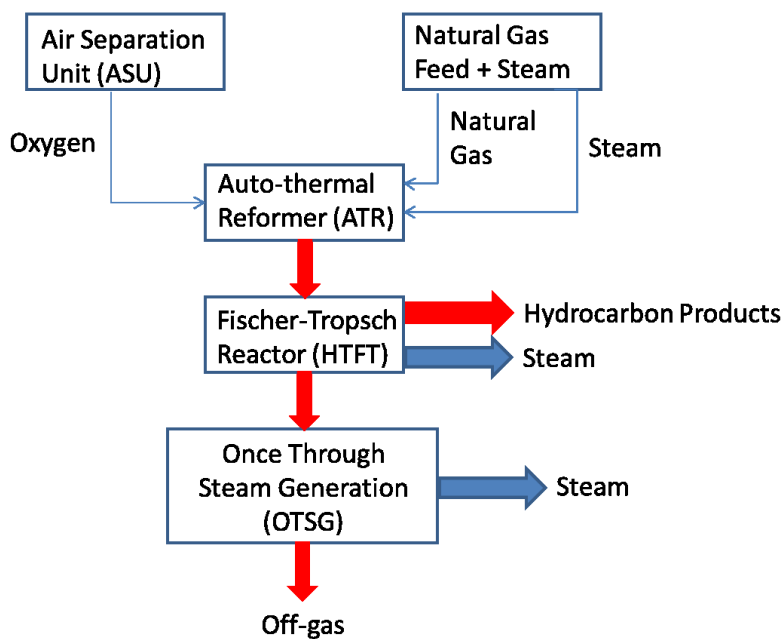 Air Separation
Unit (ASU)
Natural Gas
Feed + Steam
Oxygen
Natural
Gas
Steam
Auto-thermal
Reformer (ATR)
Fischer-Tropsch
Reactor (HTFT)
Hydrocarbon Products
Steam
Once Through
Steam Generation
(OTSG)
Steam
Off-gas